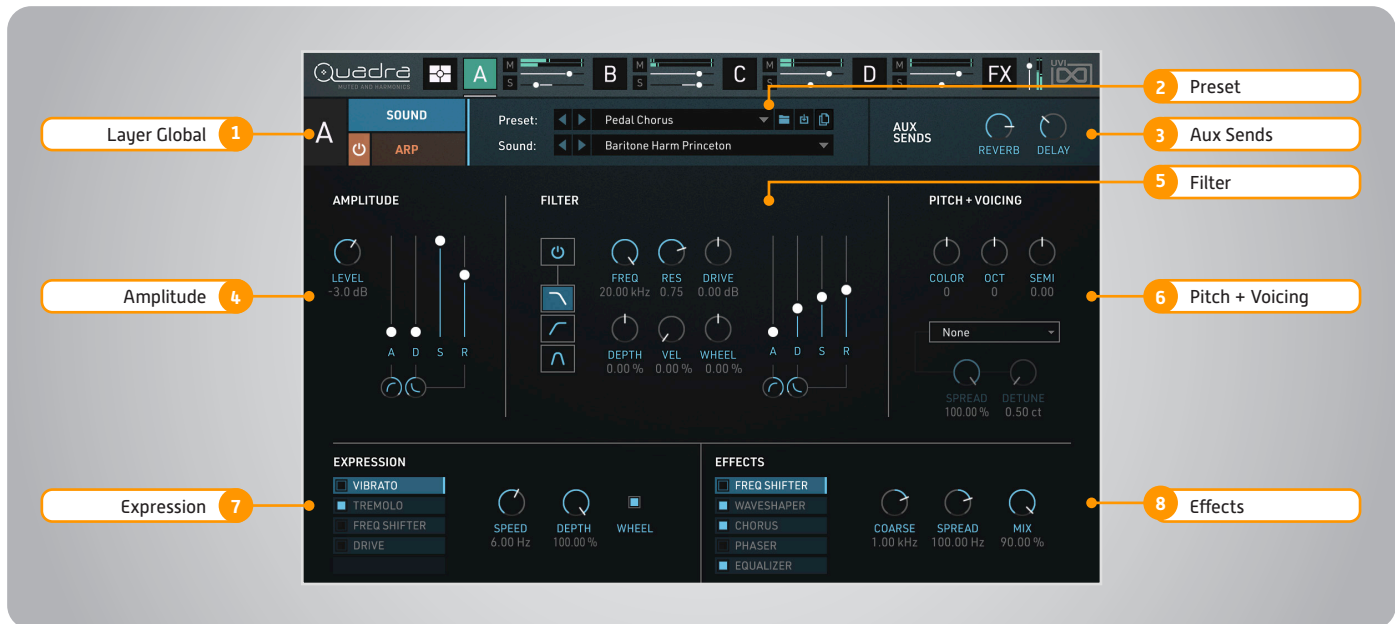 Quadra
MUTED AND HARMONICS
A
M
S
B
M
S
C
M
S
D
M
S
FX
UVI
2 Preset
Layer Global 1
A
SOUND
ARP
Preset:
Pedal Chorus
Sound:
Baritone Harm Princeton
AUX
SENDS
REVERB
DELAY
3 Aux Sends
5 Filter
AMPLITUDE
FILTER
PITCH + VOICING
LEVEL
-3.0 dB
A D S R
FREQ RES DRIVE
20.00 kHz 0.75 0.00 dB
DEPTH VEL WHEEL
0.00 % 0.00 % 0.00 %
A D S R
COLOR OCT SEMI
0 0 0.00
None
SPREAD DETUNE
100.00 % 0.50 ct
Amplitude 4
6 Pitch + Voicing
EXPRESSION
VIBRATO
TREMOLO
FREQ SHIFTER
DRIVE
SPEED DEPTH WHEEL
6.00 Hz 100.00 %
Expression 7
EFFECTS
FREQ SHIFTER
WAVESHAPER
CHORUS
PHASER
EQUALIZER
COARSE SPREAD MIX
1.00 kHz 100.00 Hz 90.00 %
8 Effects